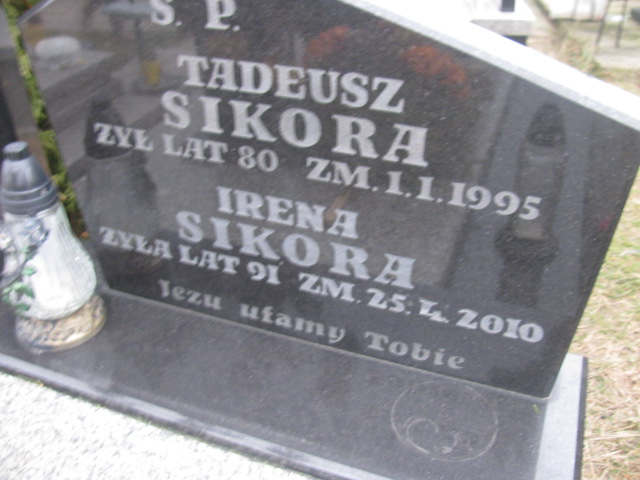 Ś. P.
TADEUSZ
SIKORA
ŻYŁ LAT 80 ZM. 1.1.1995
IRENA
SIKORA
ŻYŁA LAT 91 ZM. 25.4.2010
Jezu ufamy Tobie